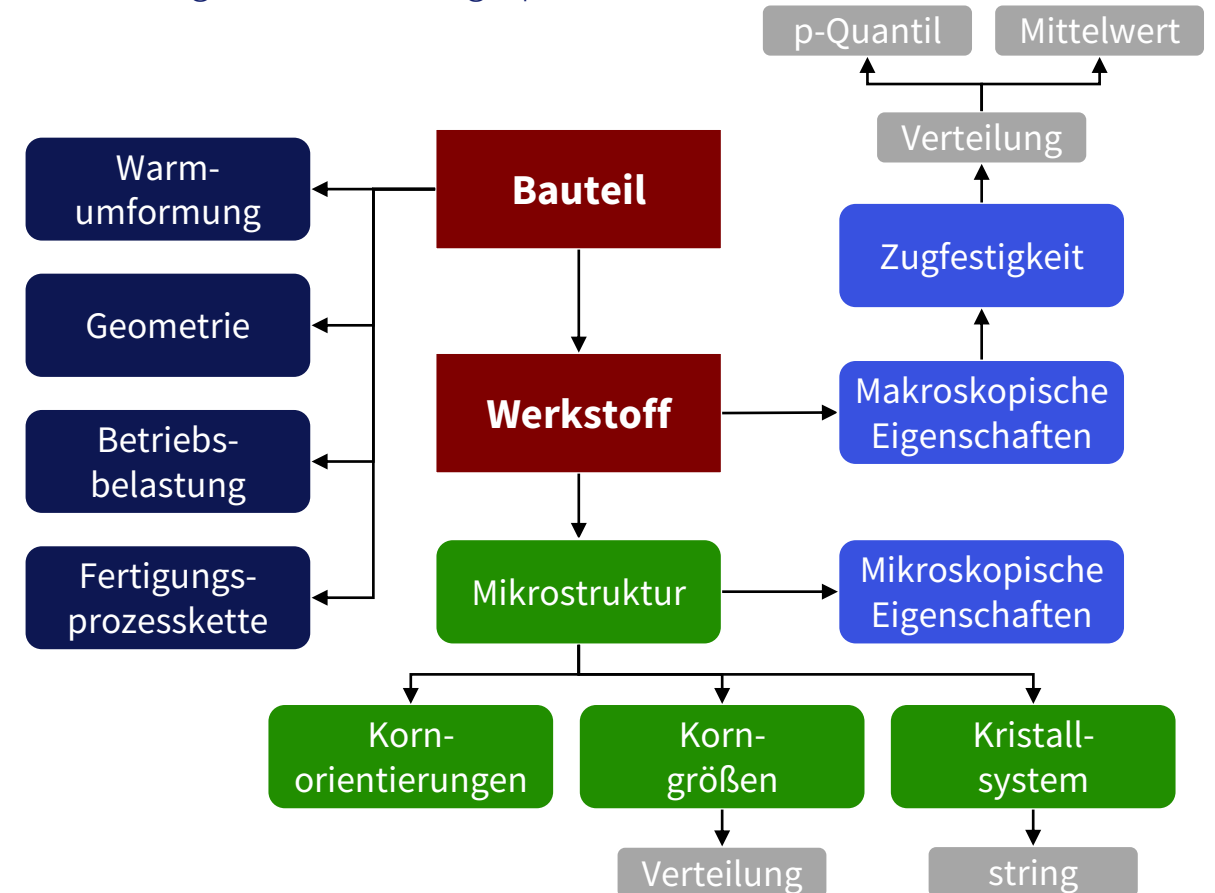 p-Quantil
Mittelwert
Verteilung
Warm-
umformung
Bauteil
Zugfestigkeit
Geometrie
Makroskopische
Eigenschaften
Werkstoff
Betriebs-
belastung
Fertigungs-
prozesskette
Mikrostruktur
Mikroskopische
Eigenschaften
Korn-
orientierungen
Korn-
größen
Kristall-
system
Verteilung
string